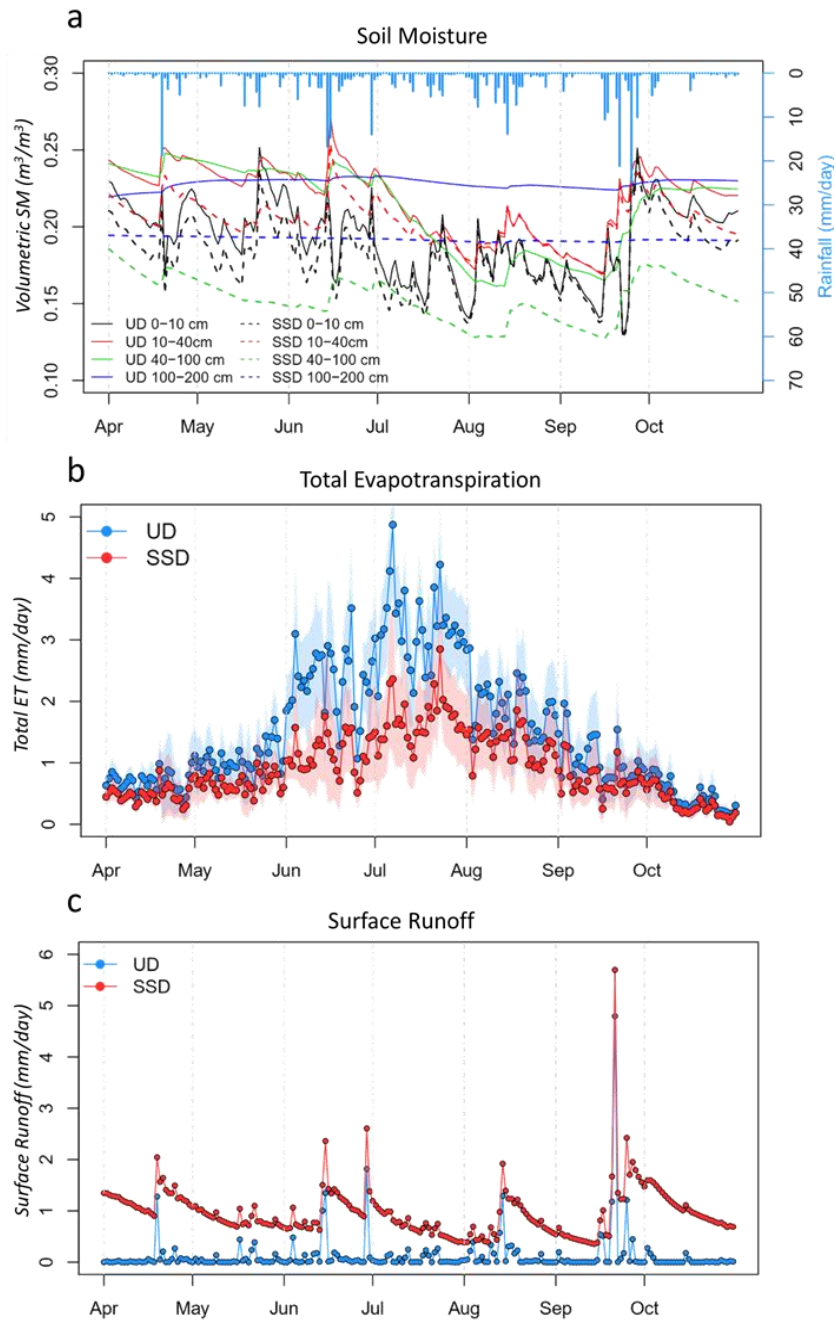 a
Soil Moisture
Volumetric SM (m³/m³)
0.30
0.25
0.20
0.15
0.10
0
10
20
30
40
50
60
70
Rainfall (mm/day)
UD 0−10 cm
UD 10−40cm
UD 40−100 cm
UD 100−200 cm
SSD 0−10 cm
SSD 10−40cm
SSD 40−100 cm
SSD 100−200 cm
Apr May Jun Jul Aug Sep Oct
b
Total Evapotranspiration
Total ET (mm/day)
5
4
3
2
1
0
UD
SSD
Apr May Jun Jul Aug Sep Oct
c
Surface Runoff
Surface Runoff (mm/day)
6
5
4
3
2
1
0
UD
SSD
Apr May Jun Jul Aug Sep Oct